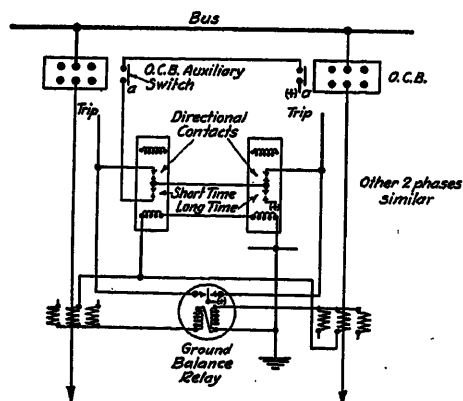 Bus
O.C.B. Auxiliary
Switch
a
(+) a
O.C.B.
Trip
Trip
Directional
Contacts
Short Time
Long Time
Other 2 phases
similar
Ground
Balance
Relay